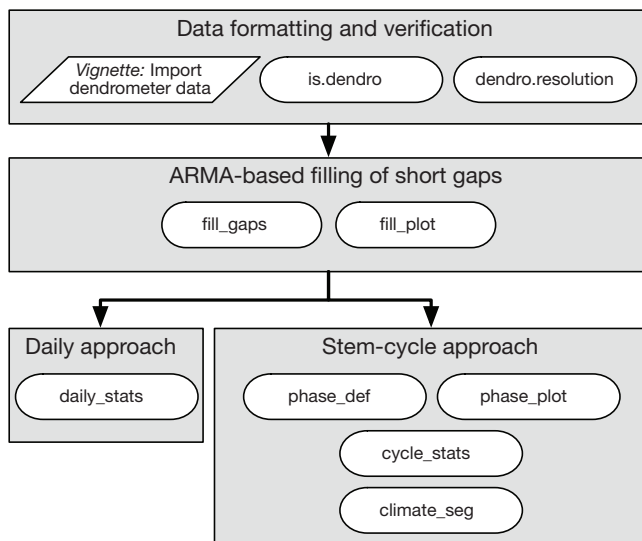 Data formatting and verification
Vignette: Import
dendrometer data
is.dendro
dendro.resolution
ARMA-based filling of short gaps
fill_gaps
fill_plot
Daily approach
daily_stats
Stem-cycle approach
phase_def
phase_plot
cycle_stats
climate_seg